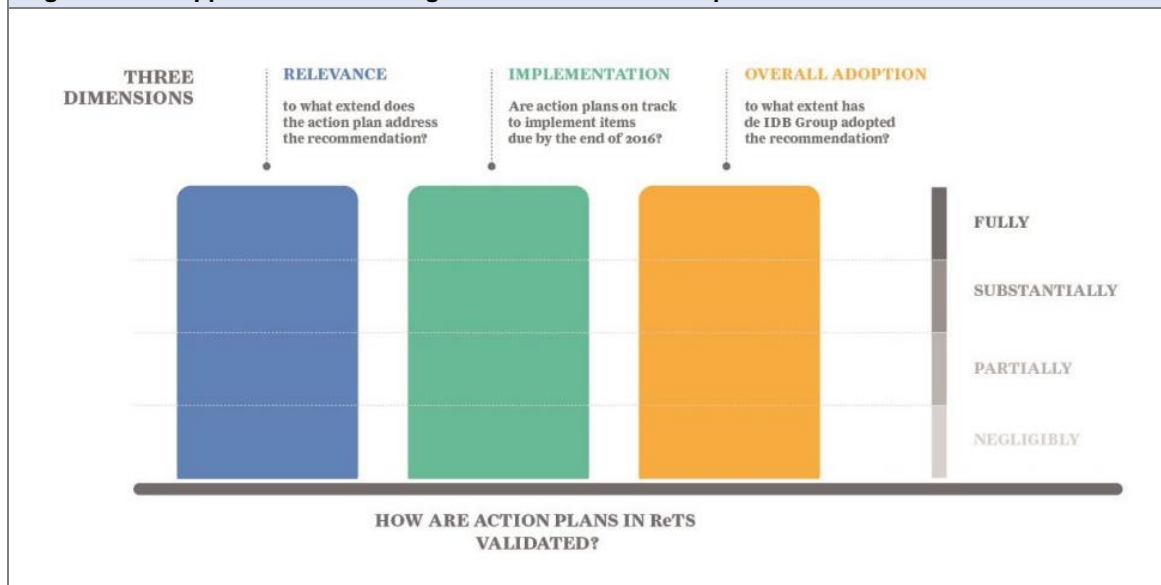 THREE
DIMENSIONS
RELEVANCE
to what extend does
the action plan address
the recommendation?
IMPLEMENTATION
Are action plans on track
to implement items
due by the end of 2016?
OVERALL ADOPTION
to what extent has
de IDB Group adopted
the recommendation?
FULLY
SUBSTANTIALLY
PARTIALLY
NEGLIGIBLY
HOW ARE ACTION PLANS IN ReTS
VALIDATED?